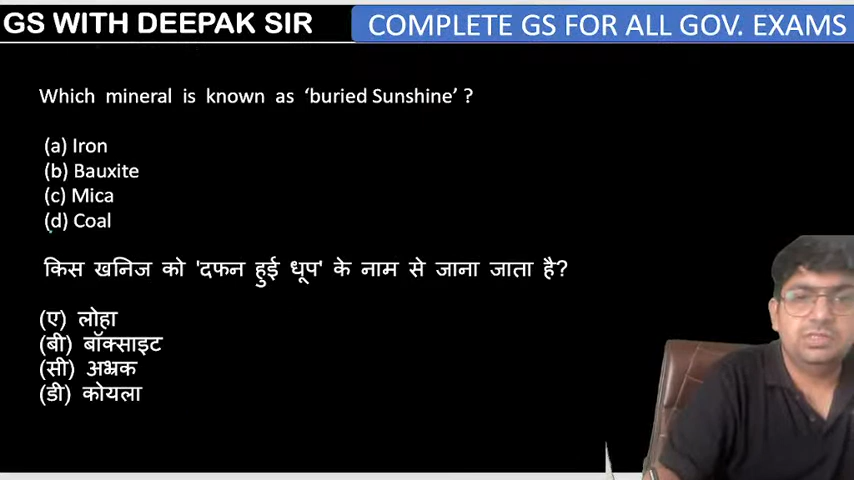 GS WITH DEEPAK SIR
COMPLETE GS FOR ALL GOV. EXAMS
Which mineral is known as ‘buried Sunshine’ ?
(a) Iron
(b) Bauxite
(c) Mica
(d) Coal
किस खनिज को 'दफन हुई धूप' के नाम से जाना जाता है?
(ए) लोहा
(बी) बॉक्साइट
(सी) अभ्रक
(डी) कोयला